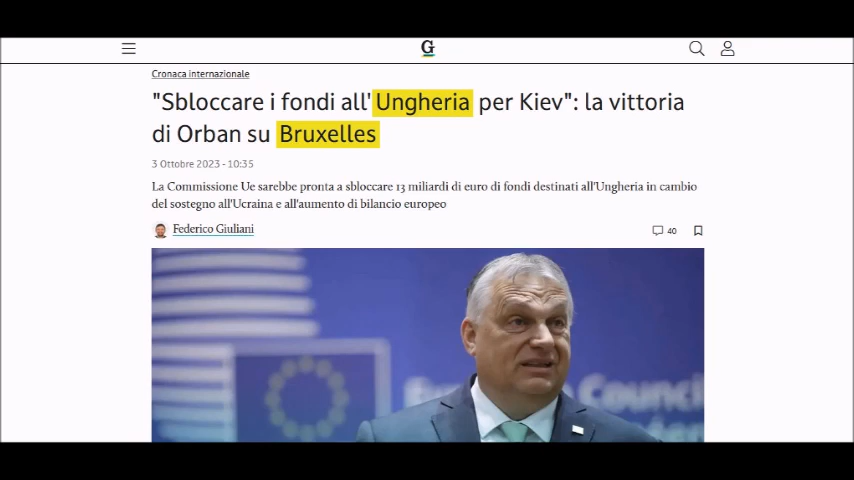 G
Cronaca internazionale
"Sbloccare i fondi all'Ungheria per Kiev": la vittoria
di Orban su Bruxelles
3 Ottobre 2023 - 10:35
La Commissione Ue sarebbe pronta a sbloccare 13 miliardi di euro di fondi destinati all'Ungheria in cambio
del sostegno all'Ucraina e all'aumento di bilancio europeo
Federico Giuliani
40
Council